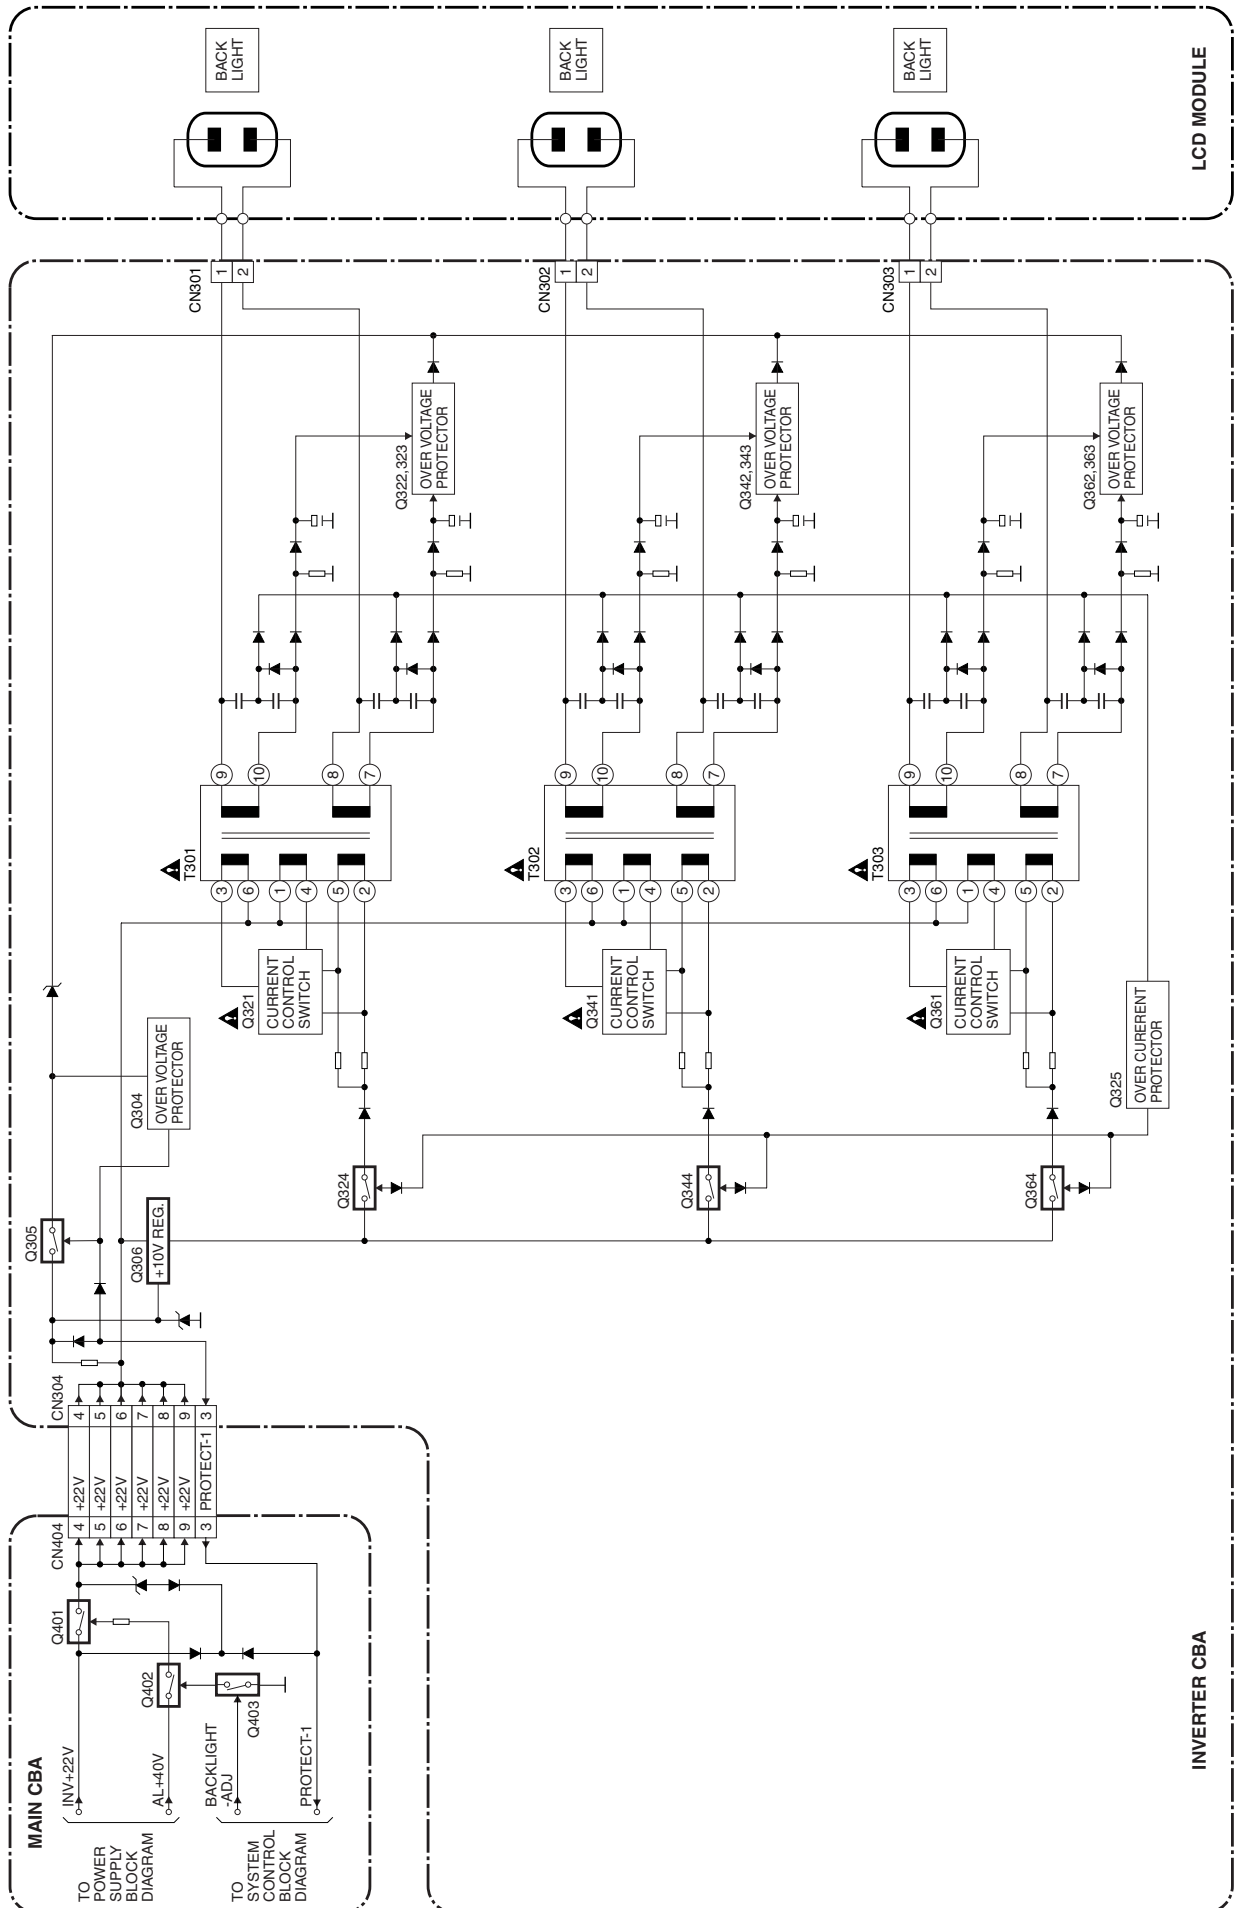 MAIN CBA
TO
POWER
SUPPLY
BLOCK
DIAGRAM
INV+22V
AL+40V
TO
SYSTEM
CONTROL
BLOCK
DIAGRAM
BACKLIGHT
-ADJ
PROTECT-1
Q401
Q402
Q403
CN404
4
5
6
7
8
9
3
+22V
+22V
+22V
+22V
+22V
+22V
PROTECT-1
CN304
4
5
6
7
8
9
3
INVERTER CBA
Q305
Q306
+10V REG.
Q304
OVER VOLTAGE
PROTECTOR
Q324
Q344
Q364
Q325
OVER CURERENT
PROTECTOR
Q321
CURRENT
CONTROL
SWITCH
T301
3
6
1
4
5
2
9
10
8
7
Q322,323
OVER VOLTAGE
PROTECTOR
CN301
1
2
Q341
CURRENT
CONTROL
SWITCH
T302
3
6
1
4
5
2
9
10
8
7
Q342,343
OVER VOLTAGE
PROTECTOR
CN302
1
2
Q361
CURRENT
CONTROL
SWITCH
T303
3
6
1
4
5
2
9
10
8
7
Q362,363
OVER VOLTAGE
PROTECTOR
CN303
1
2
BACK
LIGHT
BACK
LIGHT
BACK
LIGHT
LCD MODULE